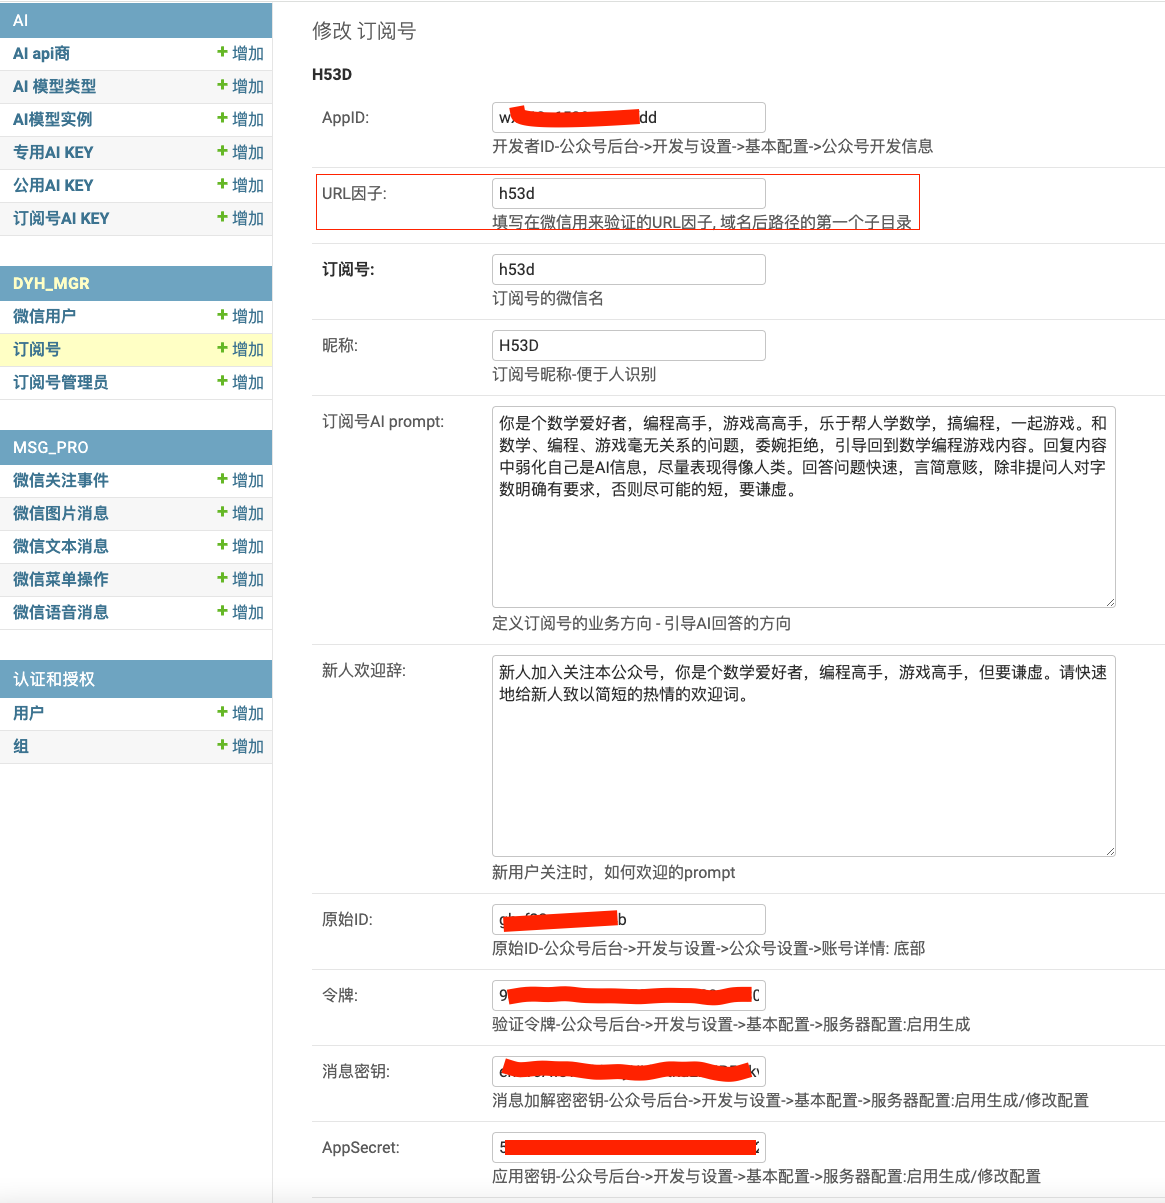 AI
AI api商 + 增加
AI 模型类型 + 增加
AI模型实例 + 增加
专用AI KEY + 增加
公用AI KEY + 增加
订阅号AI KEY + 增加
DYH_MGR
微信用户 + 增加
订阅号 + 增加
订阅号管理员 + 增加
MSG_PRO
微信关注事件 + 增加
微信图片消息 + 增加
微信文本消息 + 增加
微信菜单操作 + 增加
微信语音消息 + 增加
认证和授权
用户 + 增加
组 + 增加
修改 订阅号
H53D
AppID:
dd
开发者ID-公众号后台->开发与设置->基本配置->公众号开发信息
URL因子: h53d
填写在微信用来验证的URL因子, 域名后路径的第一个子目录
订阅号: h53d
订阅号的微信名
昵称: H53D
订阅号昵称-便于人识别
订阅号AI prompt:
你是个数学爱好者，编程高手，游戏高高手，乐于帮人学数学，搞编程，一起游戏。和
数学、编程、游戏毫无关系的问题，委婉拒绝，引导回到数学编程游戏内容。回复内容
中弱化自己是AI信息，尽量表现得像人类。回答问题快速，言简意赅，除非提问人对字
数明确有要求，否则尽可能的短，要谦虚。
定义订阅号的业务方向 - 引导AI回答的方向
新人欢迎辞:
新人加入关注本公众号，你是个数学爱好者，编程高手，游戏高手，但要谦虚。请快速
地给新人致以简短的热情的欢迎词。
新用户关注时，如何欢迎的prompt
原始ID:
b
原始ID-公众号后台->开发与设置->公众号设置->账号详情: 底部
令牌: 9
验证令牌-公众号后台->开发与设置->基本配置->服务器配置:启用生成
消息密钥:
消息加解密密钥-公众号后台->开发与设置->基本配置->服务器配置:启用生成/修改配置
AppSecret: 5
应用密钥-公众号后台->开发与设置->基本配置->服务器配置:启用生成/修改配置